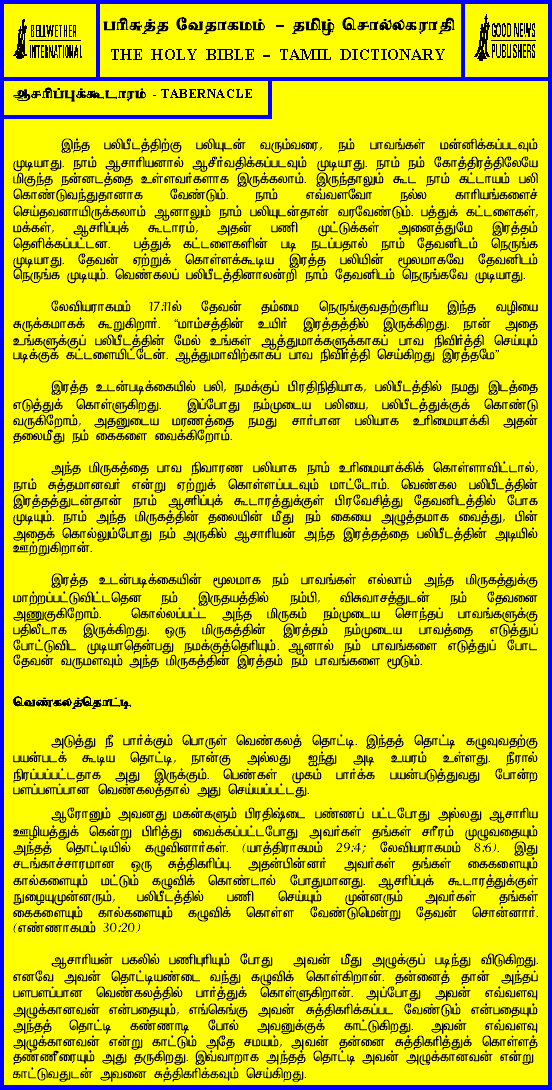 BELLWETHER
INTERNATIONAL
பரிசுத்த வேதாகமம் – தமிழ் சொல்லகராதி
THE HOLY BIBLE – TAMIL DICTIONARY
GOOD NEWS
PUBLISHERS
ஆசரிப்புக்கூடாரம் - TABERNACLE
இந்த பலிபீடத்திற்கு பலியுடன் வரும்வரை, நம் பாவங்கள் மன்னிக்கப்படவும்
முடியாது. நாம் ஆசாரியனால் ஆசீர்வதிக்கப்படவும் முடியாது. நாம் நம் கோத்திரத்திலேயே
மிகுந்த நன்னடத்தை உள்ளவர்களாக இருக்கலாம். இருந்தாலும் கூட நாம் கட்டாயம் பலி
கொண்டுவந்துதானாக வேண்டும். நாம் எவ்வளவோ நல்ல காரியங்களைச்
செய்தவனாயிருக்கலாம் ஆனாலும் நாம் பலியுடன்தான் வரவேண்டும். பத்துக் கட்டளைகள்,
மக்கள், ஆசரிப்புக் கூடாரம், அதன் பணி முட்டுக்கள் அனைத்துமே இரத்தம்
தெளிக்கப்பட்டன. பத்துக் கட்டளைகளின் படி நடப்பதால் நாம் தேவனிடம் நெருங்க
முடியாது. தேவன் ஏற்றுக் கொள்ளக்கூடிய இரத்த பலியின் மூலமாகவே தேவனிடம்
நெருங்க முடியும். வெண்கலப் பலிபீடத்தினாலன்றி நாம் தேவனிடம் நெருங்கவே முடியாது.
லேவியராகமம் 17:11ல் தேவன் தம்மை நெருங்குவதற்குரிய இந்த வழியை
சுருக்கமாகக் கூறுகிறார். “மாம்சத்தின் உயிர் இரத்தத்தில் இருக்கிறது. நான் அதை
உங்களுக்குப் பலிபீடத்தின் மேல் உங்கள் ஆத்துமாக்களுக்காகப் பாவ நிவிர்த்தி செய்யும்
படிக்குக் கட்டளையிட்டேன். ஆத்துமாவிற்காகப் பாவ நிவிர்த்தி செய்கிறது இரத்தமே”
இரத்த உடன்படிக்கையில் பலி, நமக்குப் பிரதிநிதியாக, பலிபீடத்தில் நமது இடத்தை
எடுத்துக் கொள்ளுகிறது. இப்போது நம்முடைய பலியை, பலிபீடத்துக்குக் கொண்டு
வருகிறோம், அதனுடைய மரணத்தை நமது சார்பான பலியாக உரிமையாக்கி அதன்
தலைமீது நம் கைகளை வைக்கிறோம்.
அந்த மிருகத்தை பாவ நிவாரண பலியாக நாம் உரிமையாக்கிக் கொள்ளாவிட்டால்,
நாம் சுத்தமானவர் என்று ஏற்றுக் கொள்ளப்படவும் மாட்டோம். வெண்கல பலிபீடத்தின்
இரத்தத்துடன்தான் நாம் ஆசரிப்புக் கூடாரத்துக்குள் பிரவேசித்து தேவனிடத்தில் போக
முடியும். நாம் அந்த மிருகத்தின் தலையின் மீது நம் கையை அழுத்தமாக வைத்து, பின்
அதைக் கொல்லும்போது நம் அருகில் ஆசாரியன் அந்த இரத்தத்தை பலிபீடத்தின் அடியில்
ஊற்றுகிறான்.
இரத்த உடன்படிக்கையின் மூலமாக நம் பாவங்கள் எல்லாம் அந்த மிருகத்துக்கு
மாற்றப்பட்டுவிட்டதென நம் இருதயத்தில் நம்பி, விசுவாசத்துடன் நம் தேவனை
அணுகுகிறோம். கொல்லப்பட்ட அந்த மிருகம் நம்முடைய சொந்தப் பாவங்களுக்கு
பதிலீடாக இருக்கிறது. ஒரு மிருகத்தின் இரத்தம் நம்முடைய பாவத்தை எடுத்துப்
போட்டுவிட முடியாதென்பது நமக்குத்தெரியும். ஆனால் நம் பாவங்களை எடுத்துப் போட
தேவன் வருமளவும் அந்த மிருகத்தின் இரத்தம் நம் பாவங்களை மூடும்.
வெண்கலத்தொட்டி.
அடுத்து நீ பார்க்கும் பொருள் வெண்கலத் தொட்டி. இந்தத் தொட்டி கழுவுவதற்கு
பயன்படக் கூடிய தொட்டி, நான்கு அல்லது ஐந்து அடி உயரம் உள்ளது. நீரால்
நிரப்பப்பட்டதாக அது இருக்கும். பெண்கள் முகம் பார்க்க பயன்படுத்துவது போன்ற
பளப்பளப்பான வெண்கலத்தால் அது செய்யப்பட்டது.
ஆரோனும் அவனது மகன்களும் பிரதிஷ்டை பண்ணப் பட்டபோது அல்லது ஆசாரிய
ஊழியத்துக் கென்று பிரித்து வைக்கப்பட்டபோது அவர்கள் தங்கள் சரீரம் முழுவதையும்
அந்தத் தொட்டியில் கழுவினார்கள். (யாத்திராகமம் 29:4; லேவியராகமம் 8:6). இது
சடங்காச்சாரமான ஒரு சுத்திகரிப்பு. அதன்பின்னர் அவர்கள் தங்கள் கைகளையும்
கால்களையும் மட்டும் கழுவிக் கொண்டால் போதுமானது. ஆசரிப்புக் கூடாரத்துக்குள்
நுழையுமுன்னரும், பலிபீடத்தில் பணி செய்யும் முன்னரும் அவர்கள் தங்கள்
கைகளையும் கால்களையும் கழுவிக் கொள்ள வேண்டுமென்று தேவன் சொன்னார்.
(எண்ணாகமம் 30:20)
ஆசாரியன் பகலில் பணிபுரியும் போது அவன் மீது அழுக்குப் படிந்து விடுகிறது.
எனவே அவன் தொட்டியண்டை வந்து கழுவிக் கொள்கிறான். தன்னைத் தான் அந்தப்
பளபளப்பான வெண்கலத்தில் பார்த்துக் கொள்ளுகிறான். அப்போது அவன் எவ்வளவு
அழுக்கானவன் என்பதையும், எங்கெங்கு அவன் சுத்திகரிக்கப்பட வேண்டும் என்பதையும்
அந்தத் தொட்டி கண்ணாடி போல் அவனுக்குக் காட்டுகிறது. அவன் எவ்வளவு
அழுக்கானவன் என்று காட்டும் அதே சமயம், அவன் தன்னை சுத்திகரித்துக் கொள்ளத்
தண்ணீரையும் அது தருகிறது. இவ்வாறாக அந்தத் தொட்டி அவன் அழுக்கானவன் என்று
காட்டுவதுடன் அவனை சுத்திகரிக்கவும் செய்கிறது.